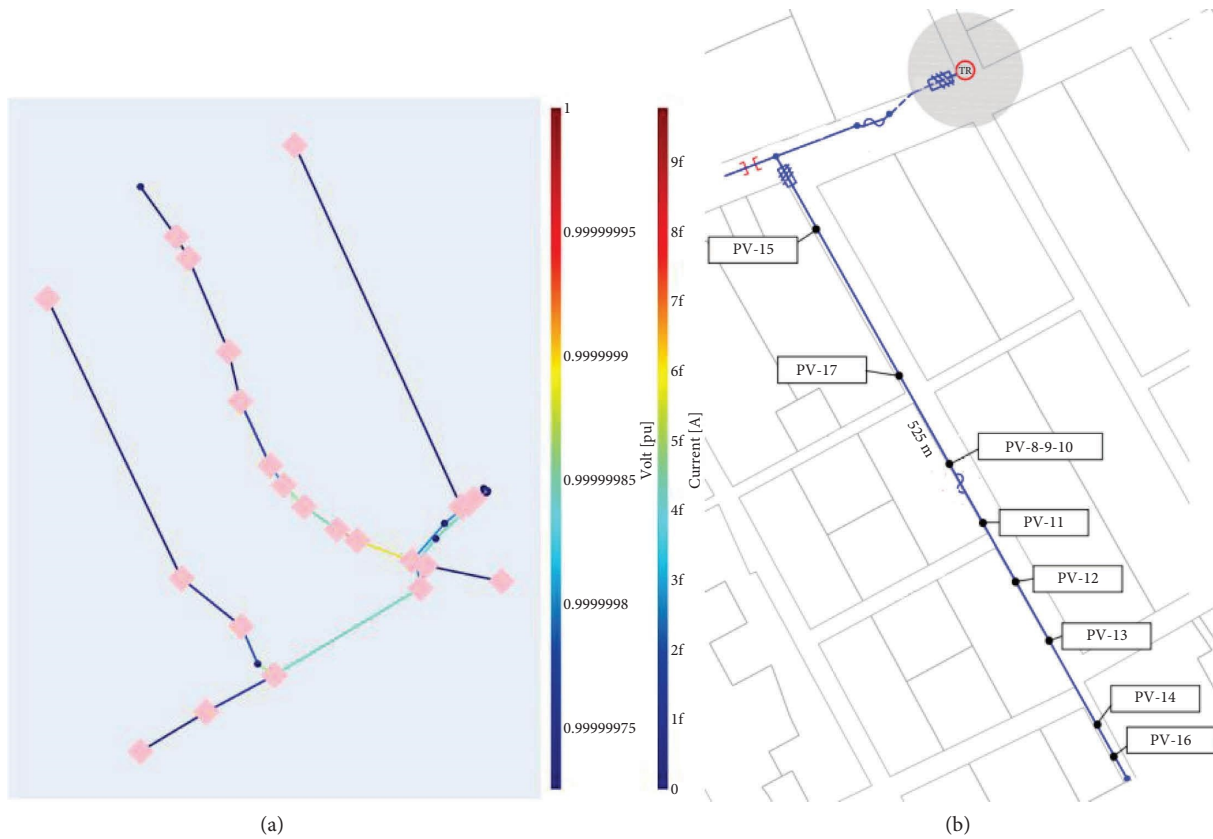 1
0.99999995
0.9999999
0.99999985
0.9999998
0.99999975
Volt [pu]
9f
8f
7f
6f
5f
4f
3f
2f
1f
0
Current [A]
(a)
TR
PV-15
PV-17
525 m
PV-8-9-10
PV-11
PV-12
PV-13
PV-14
PV-16
(b)